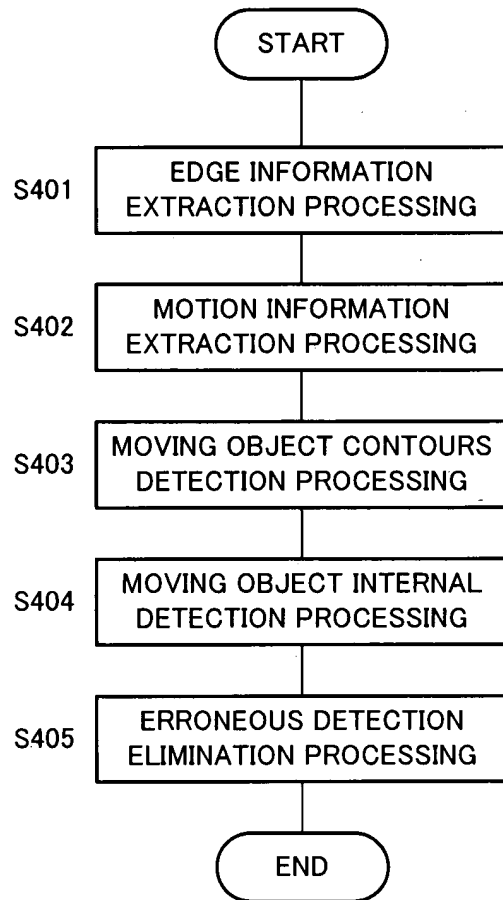 START
S401
EDGE INFORMATION
EXTRACTION PROCESSING
S402
MOTION INFORMATION
EXTRACTION PROCESSING
S403
MOVING OBJECT CONTOURS
DETECTION PROCESSING
S404
MOVING OBJECT INTERNAL
DETECTION PROCESSING
S405
ERRONEOUS DETECTION
ELIMINATION PROCESSING
END